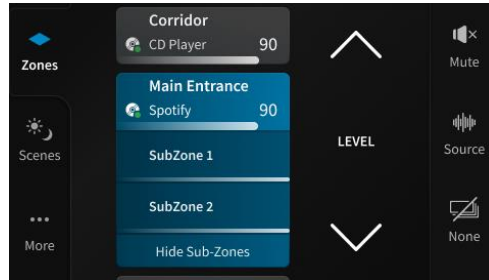 Zones
Scenes
More
Corridor
CD Player 90
Main Entrance
Spotify 90
SubZone 1
SubZone 2
Hide Sub-Zones
LEVEL
Mute
Source
None